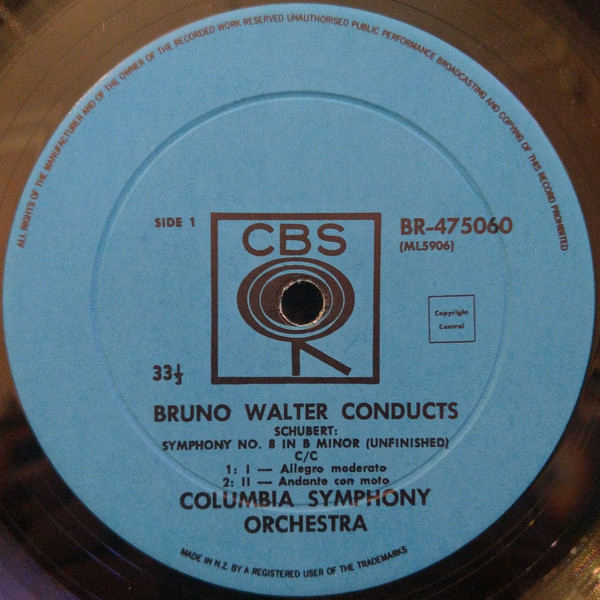 ALL RIGHTS OF THE MANUFACTURER AND OF THE OWNER OF THE RECORDED WORK RESERVED UNAUTHORISED PUBLIC PERFORMANCE BROADCASTING AND COPYING OF THIS RECORD PROHIBITED
SIDE 1
CBS
BR-475060
(ML5906)
Copyright
Control
33⅓
BRUNO WALTER CONDUCTS
SCHUBERT:
SYMPHONY NO. 8 IN B MINOR (UNFINISHED)
C/C
1: I — Allegro moderato
2: II — Andante con moto
COLUMBIA SYMPHONY
ORCHESTRA
MADE IN N.Z. BY A REGISTERED USER OF THE TRADEMARKS